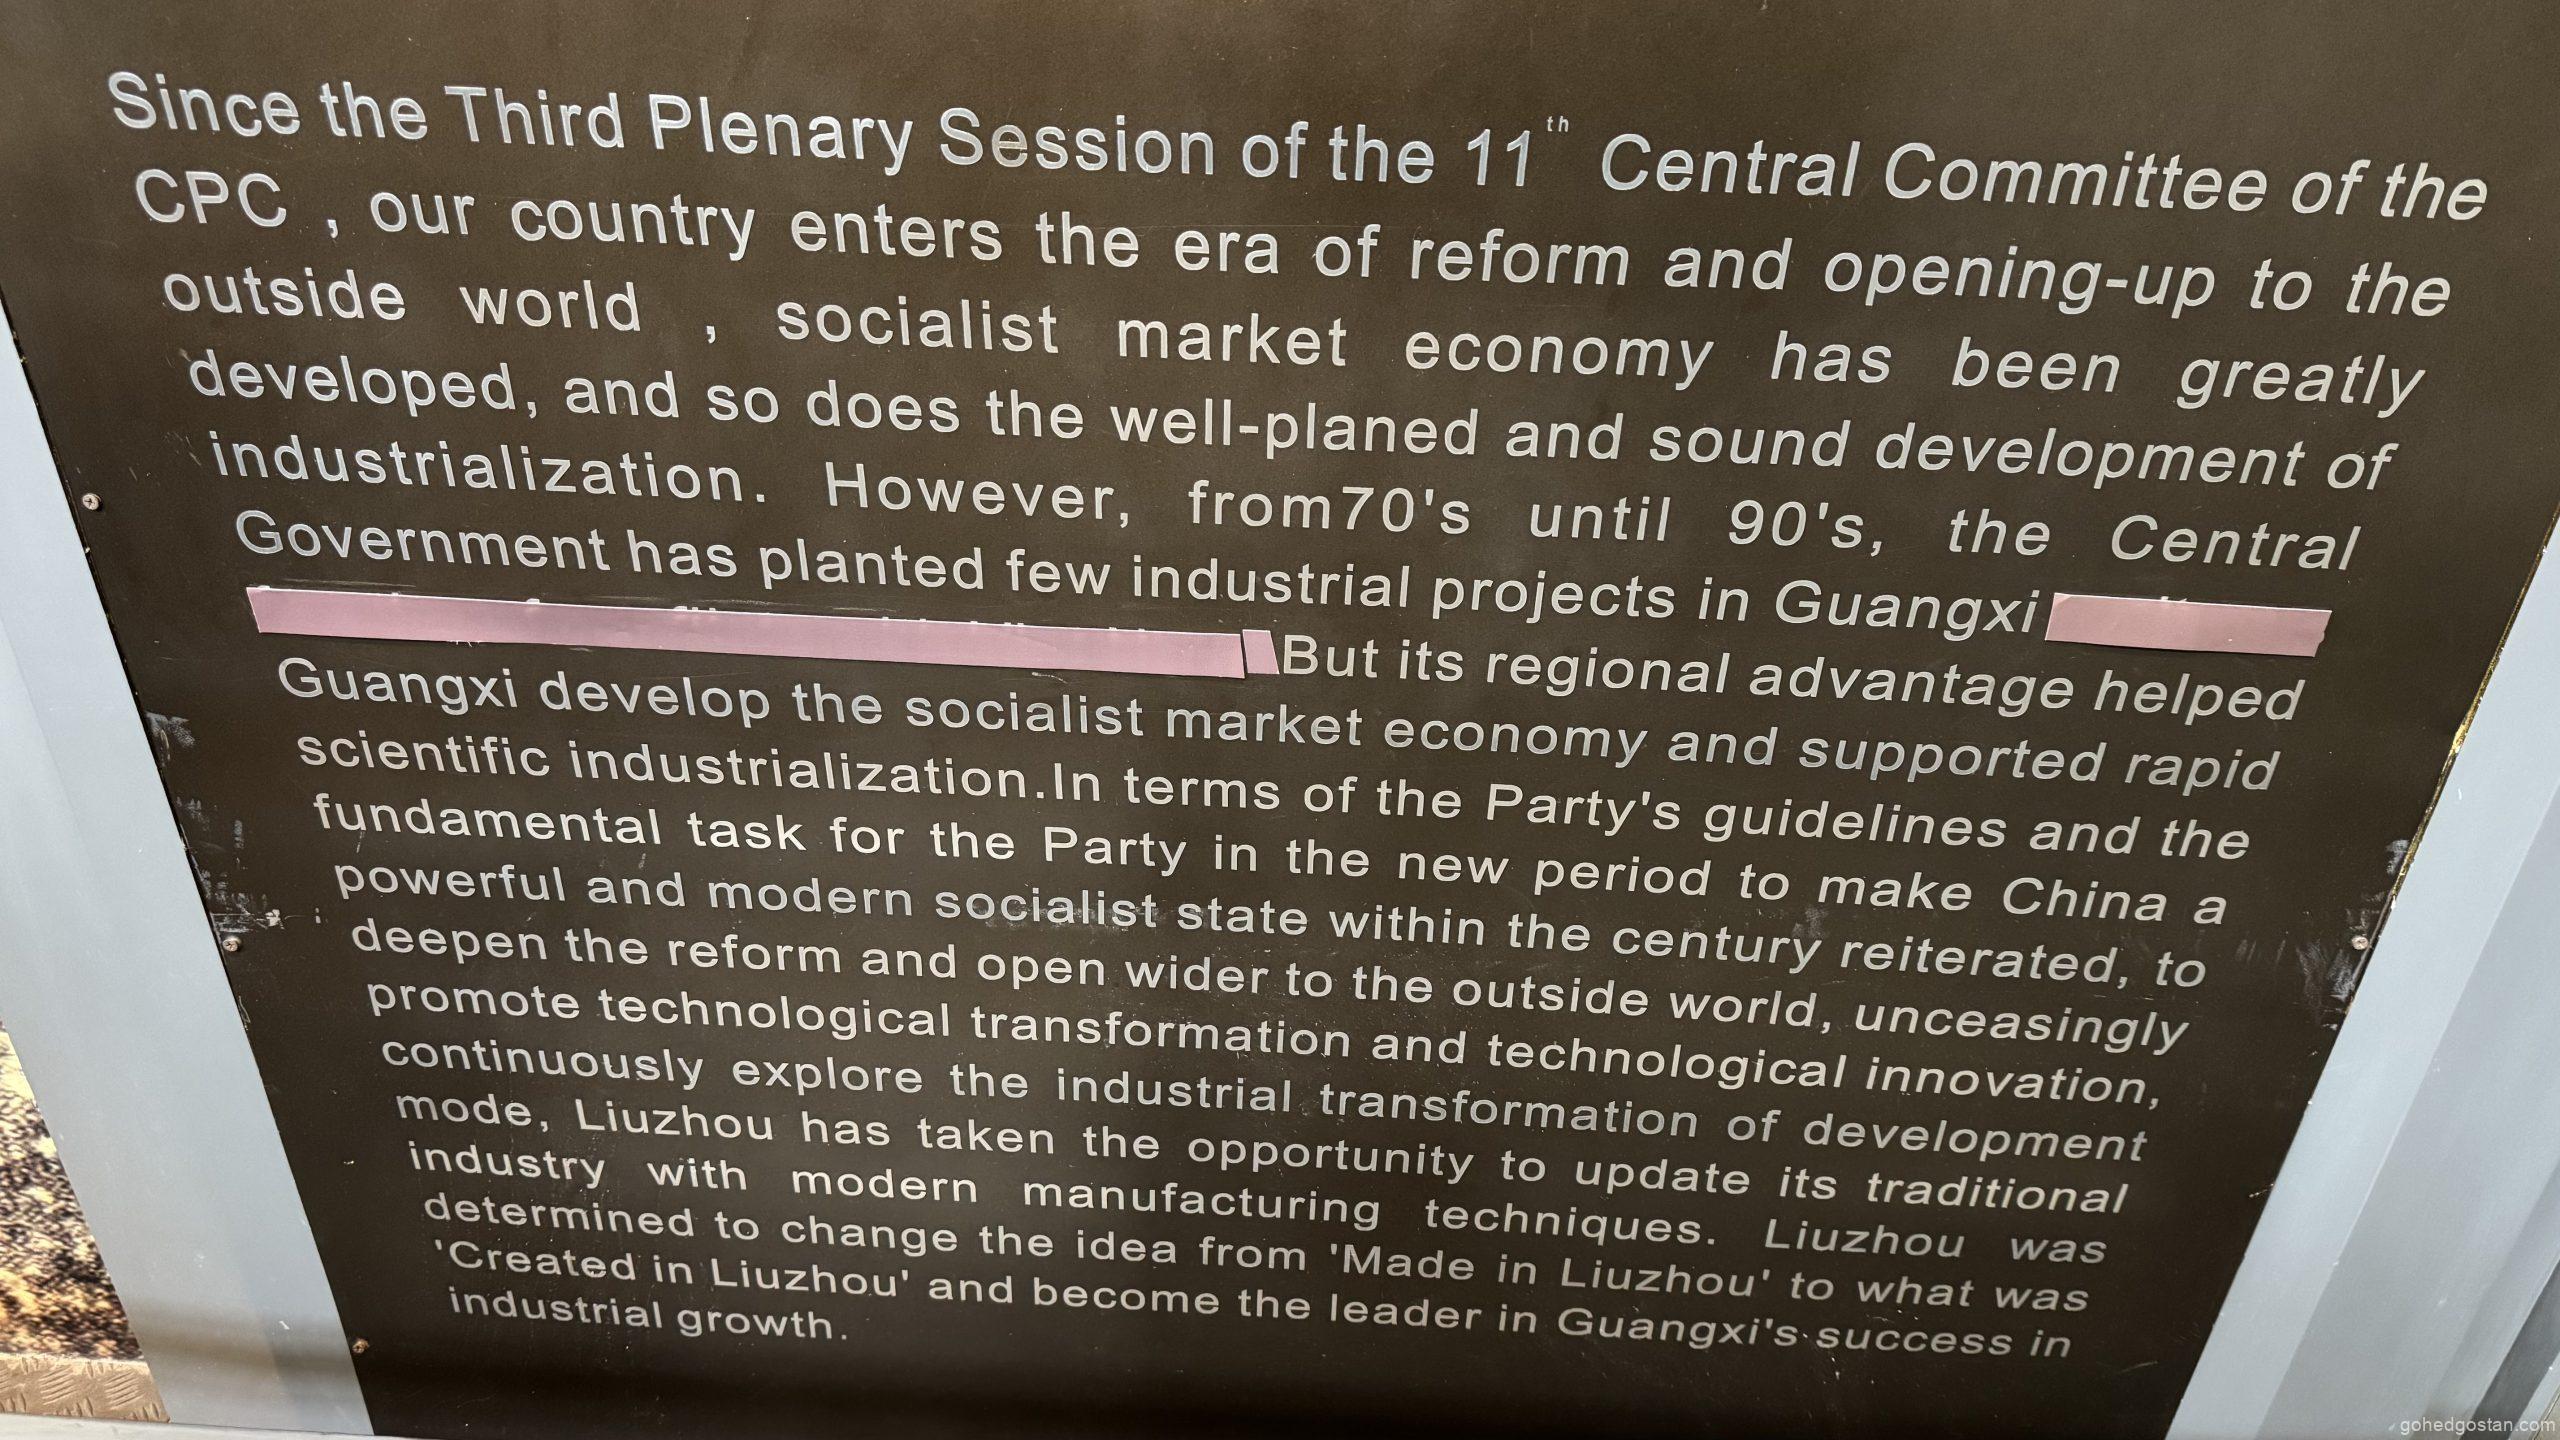 Since the Third Plenary Session of the 11th Central Committee of the
CPC , our country enters the era of reform and opening-up to the
outside world , socialist market economy has been greatly
developed, and so does the well-planed and sound development of
industrialization. However, from70's until 90's, the Central
Government has planted few industrial projects in Guangxi
But its regional advantage helped
Guangxi develop the socialist market economy and supported rapid
scientific industrialization.In terms of the Party's guidelines and the
fundamental task for the Party in the new period to make China a
powerful and modern socialist state within the century reiterated, to
deepen the reform and open wider to the outside world, unceasingly
promote technological transformation and technological innovation,
continuously explore the industrial transformation of development
mode, Liuzhou has taken the opportunity to update its traditional
industry with modern manufacturing techniques. Liuzhou was
determined to change the idea from 'Made in Liuzhou' to what was
'Created in Liuzhou' and become the leader in Guangxi's success in
industrial growth.
gohedgostan.com